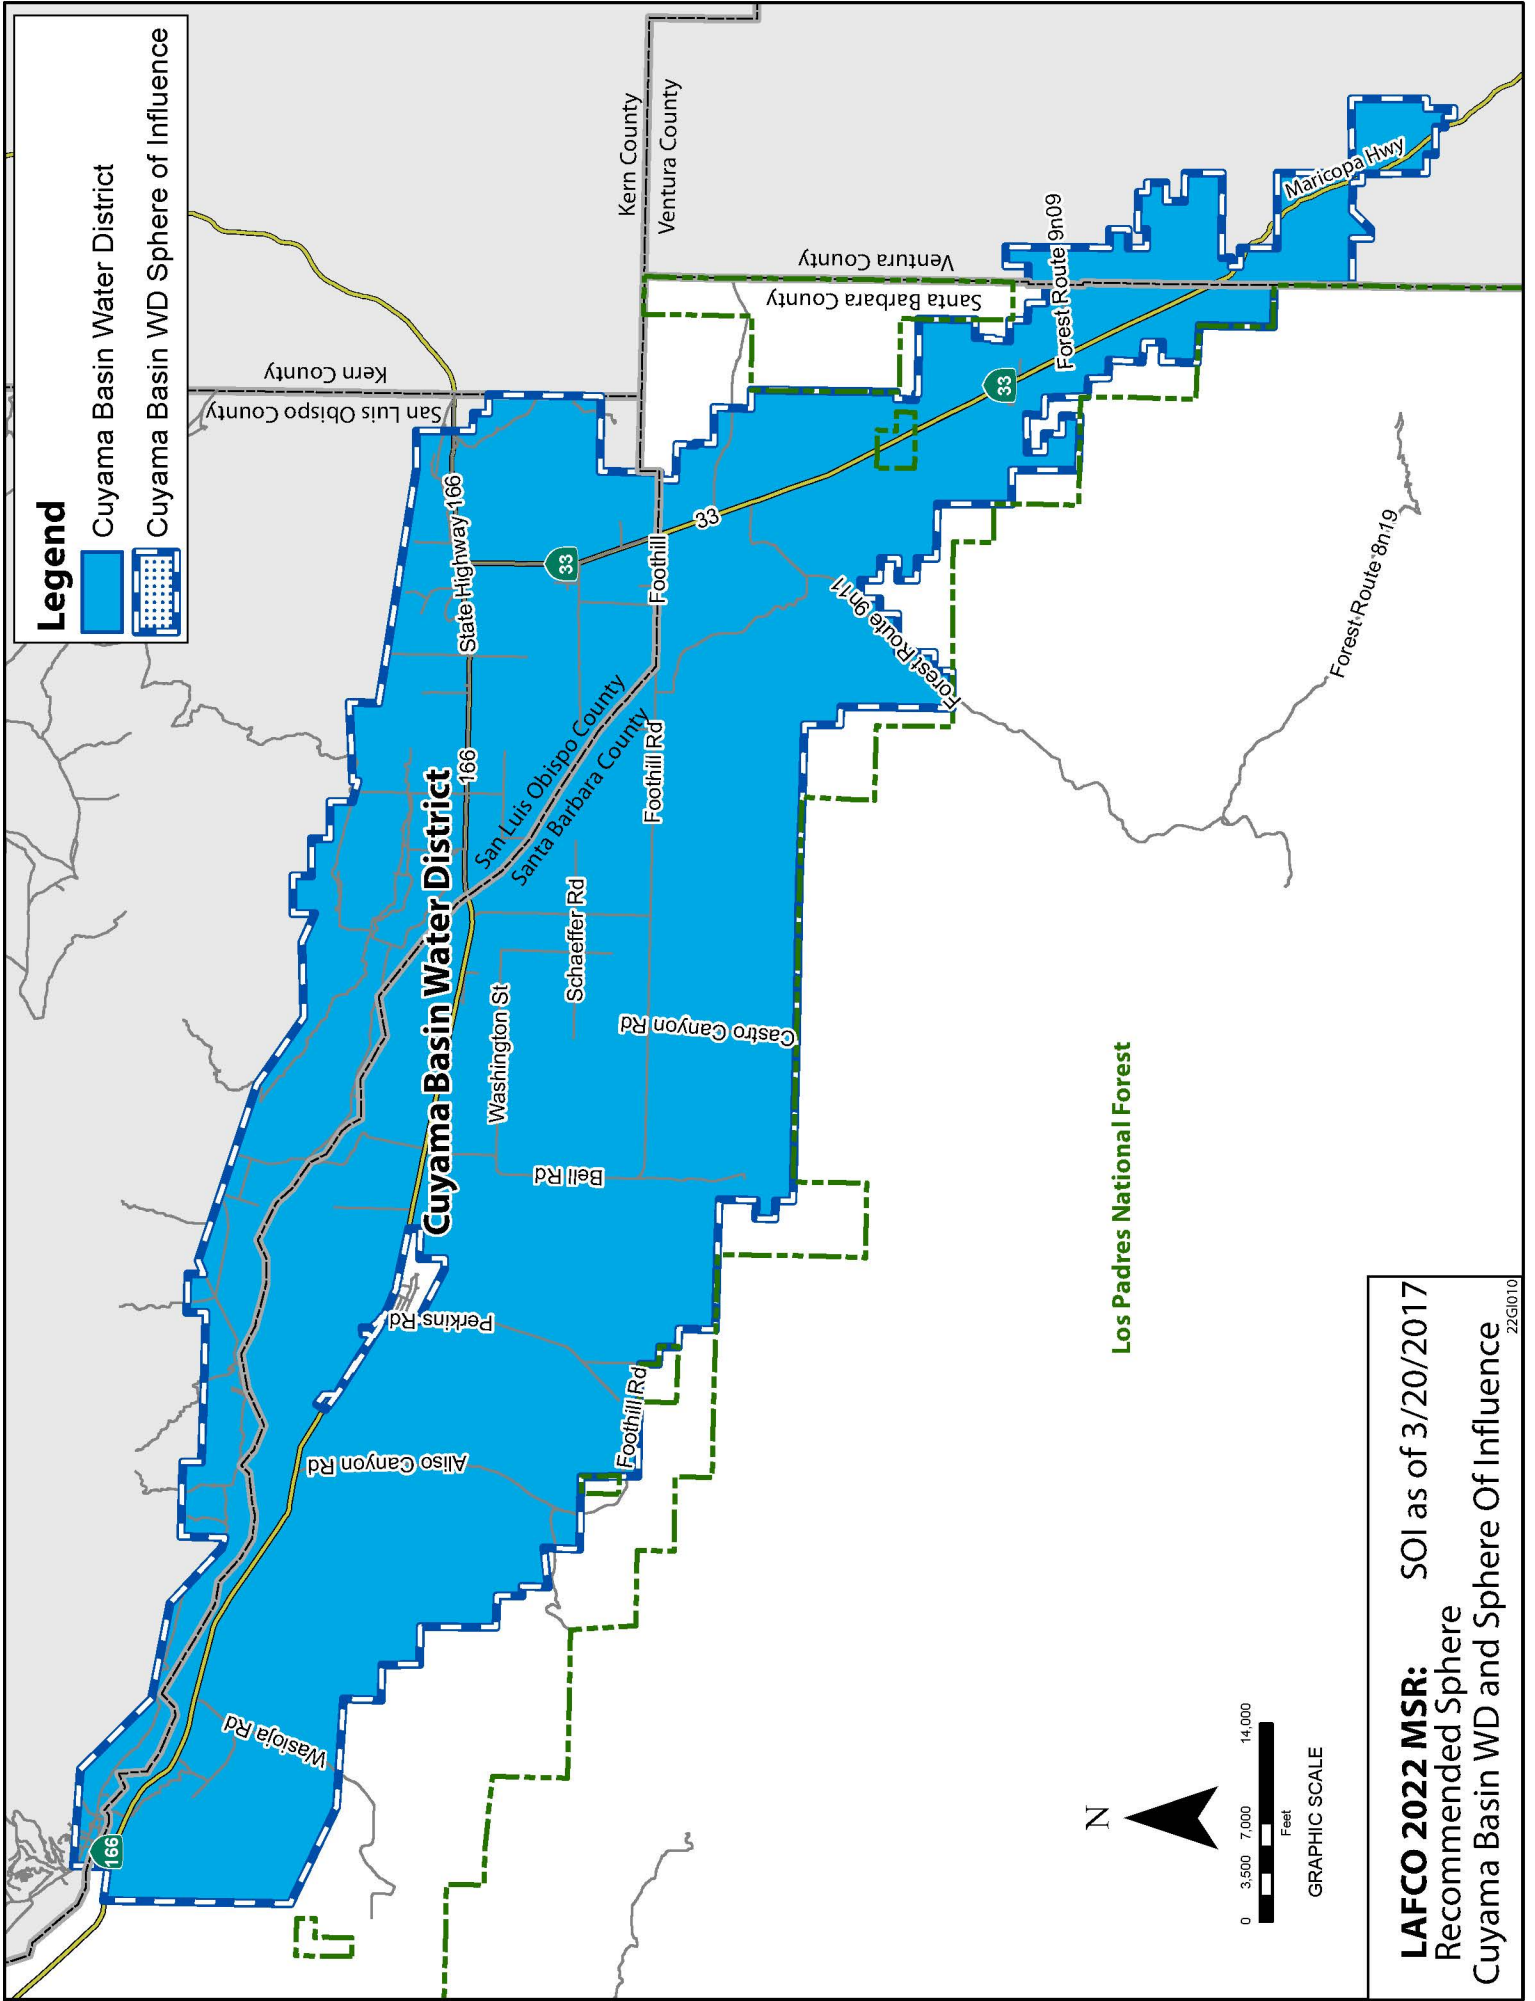 Legend
Cuyama Basin Water District
Cuyama Basin WD Sphere of Influence
Kern County
San Luis Obispo County
Kern County
Ventura County
Ventura County
Santa Barbara County
State Highway 166
166
33
Foothill
33
33
Forest Route 9n09
Maricopa Hwy
Forest Route 9n11
Forest Route 8n19
San Luis Obispo County
Santa Barbara County
Foothill Rd
Cuyama Basin Water District
Schaeffer Rd
Washington St
Castro Canyon Rd
Bell Rd
Perkins Rd
Foothill Rd
Aliso Canyon Rd
Wasioja Rd
166
Los Padres National Forest
N
0 3,500 7,000 14,000
Feet
GRAPHIC SCALE
LAFCO 2022 MSR: SOI as of 3/20/2017
Recommended Sphere
Cuyama Basin WD and Sphere Of Influence
22GI010